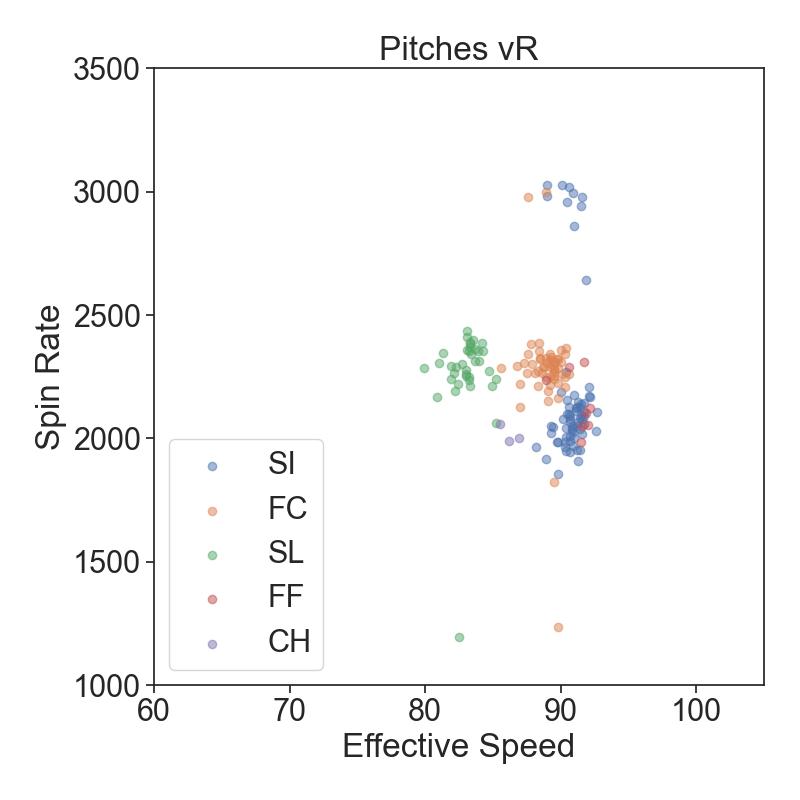 Pitches vR
3500
3000
2500
2000
1500
1000
Spin Rate
SI
FC
SL
FF
CH
60 70 80 90 100
Effective Speed